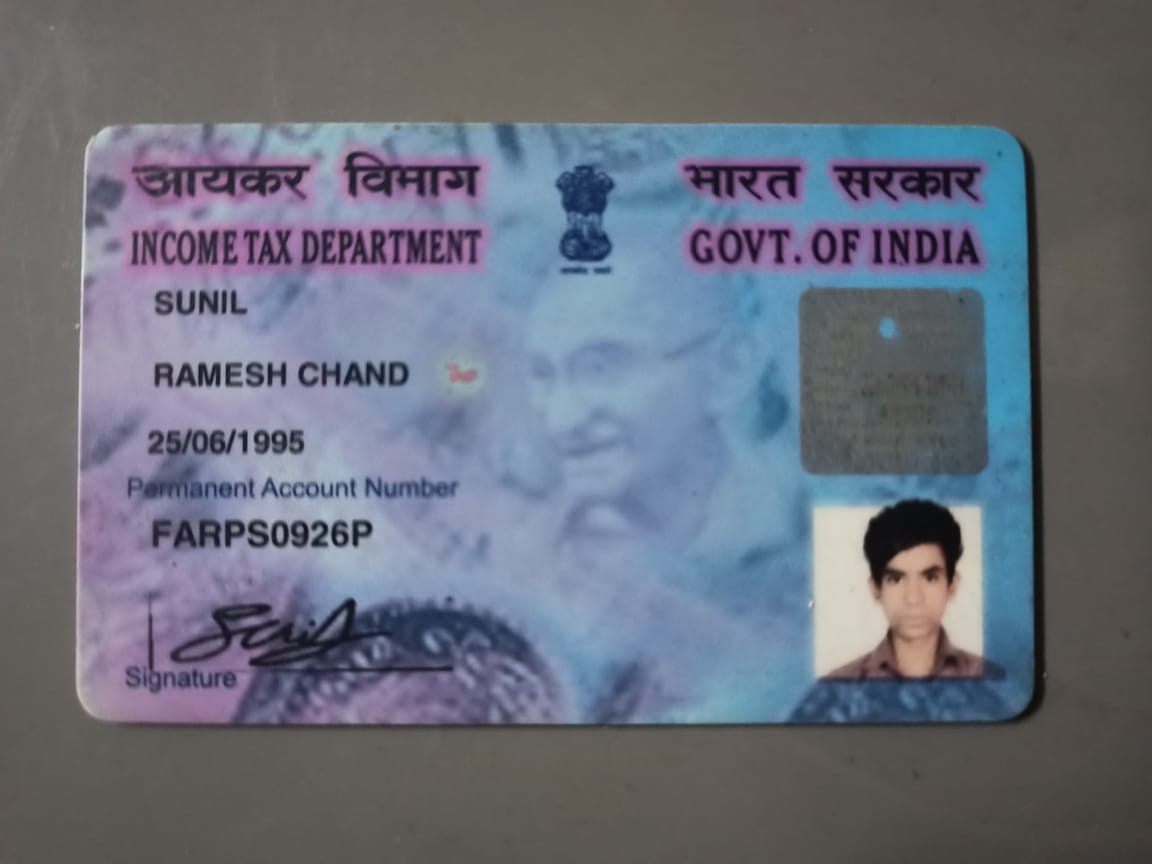 आयकर विभाग
भारत सरकार
INCOME TAX DEPARTMENT
GOVT. OF INDIA
SUNIL
RAMESH CHAND
25/06/1995
Permanent Account Number
FARPS0926P
Signature